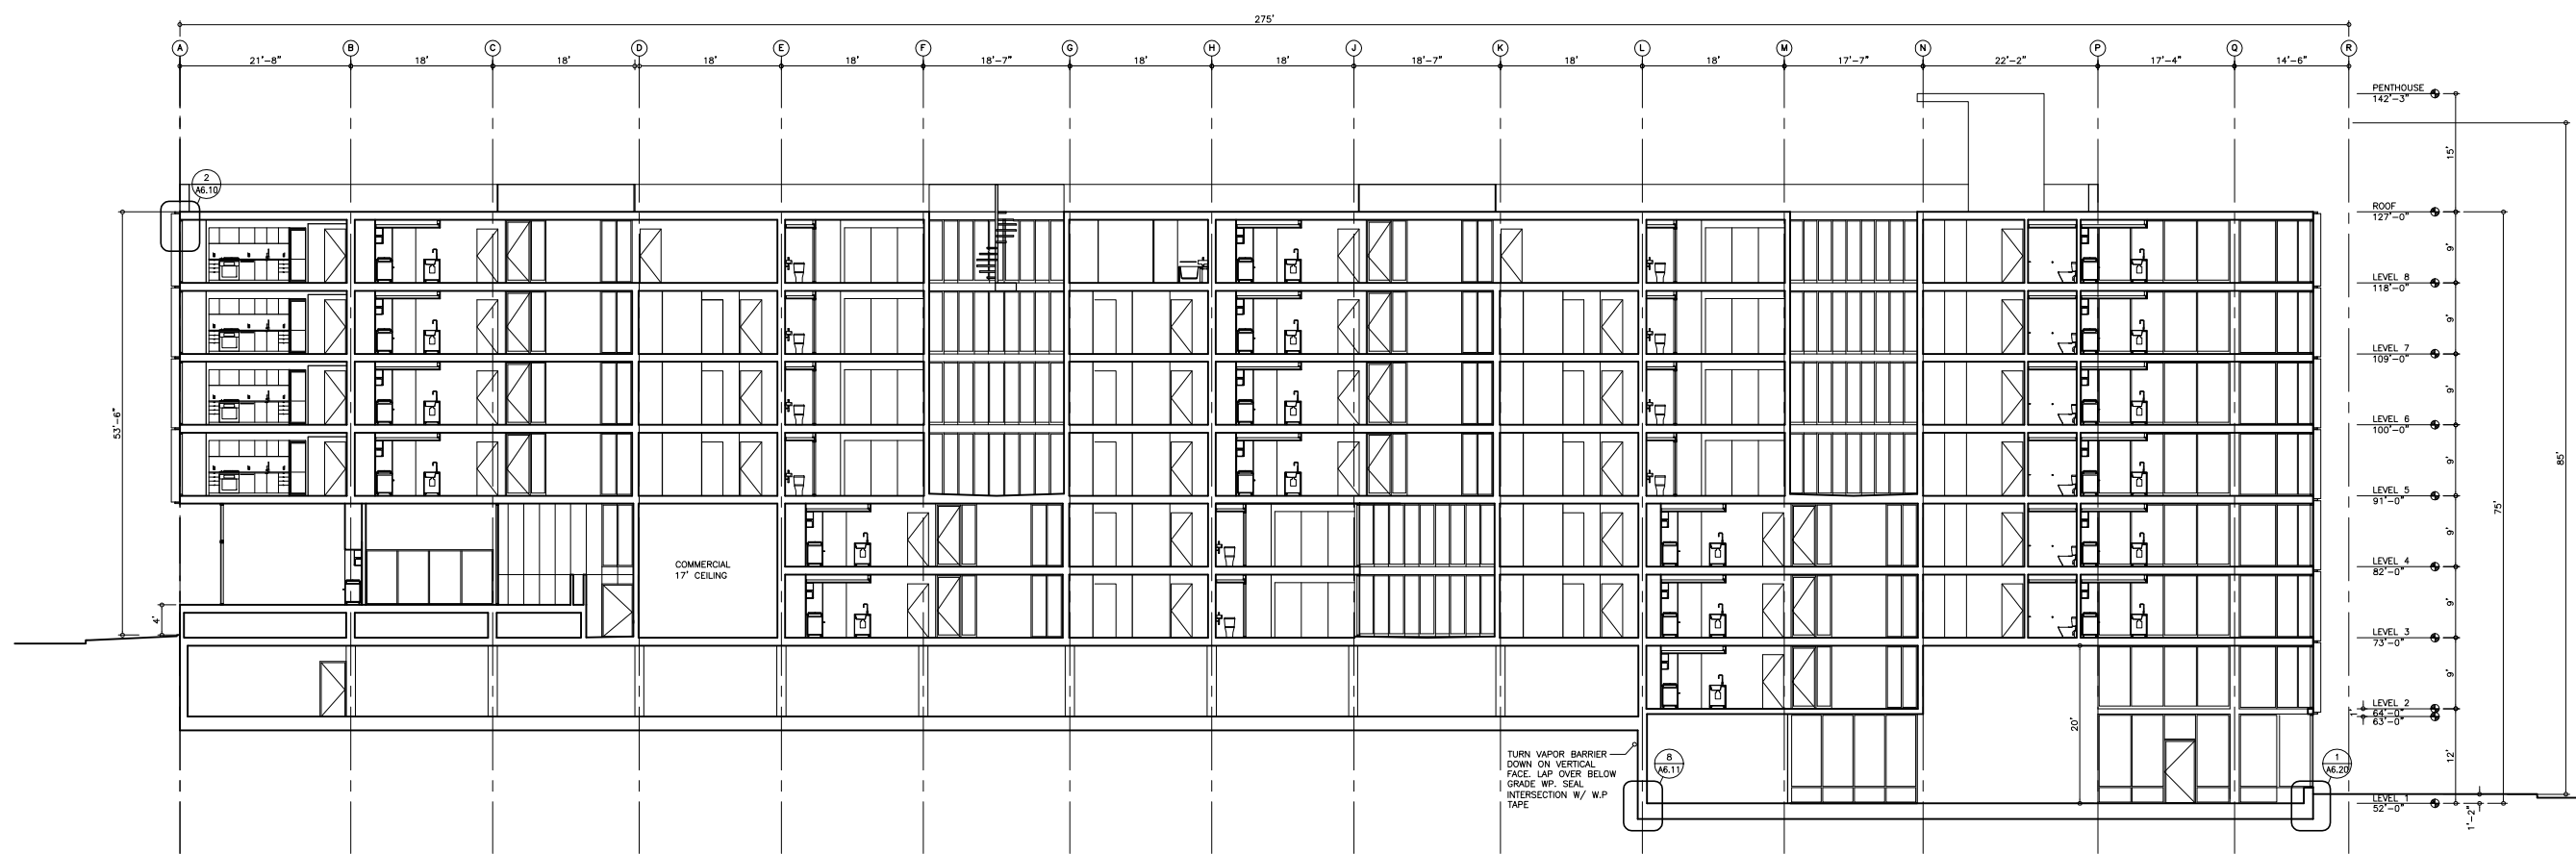 275'
A B C D E F G H J K L M N P Q R
21'-8" 18' 18' 18' 18' 18'-7" 18' 18' 18'-7" 18' 18' 17'-7" 22'-2" 17'-4" 14'-6"
PENTHOUSE
142'-3"
15'
2
A6.10
ROOF
127'-0"
9'
LEVEL 8
118'-0"
9'
LEVEL 7
109'-0"
9'
53'-6"
LEVEL 6
100'-0"
9'
85'
LEVEL 5
91'-0"
75'
9'
COMMERCIAL
17' CEILING
LEVEL 4
82'-0"
9'
4'
LEVEL 3
73'-0"
9'
LEVEL 2
64'-0"
63'-0"
1'
20'
12'
TURN VAPOR BARRIER
DOWN ON VERTICAL
FACE. LAP OVER BELOW
GRADE WP. SEAL
INTERSECTION W/ W.P
TAPE
8
A6.11
1
A6.20
LEVEL 1
52'-0"
1'-2"